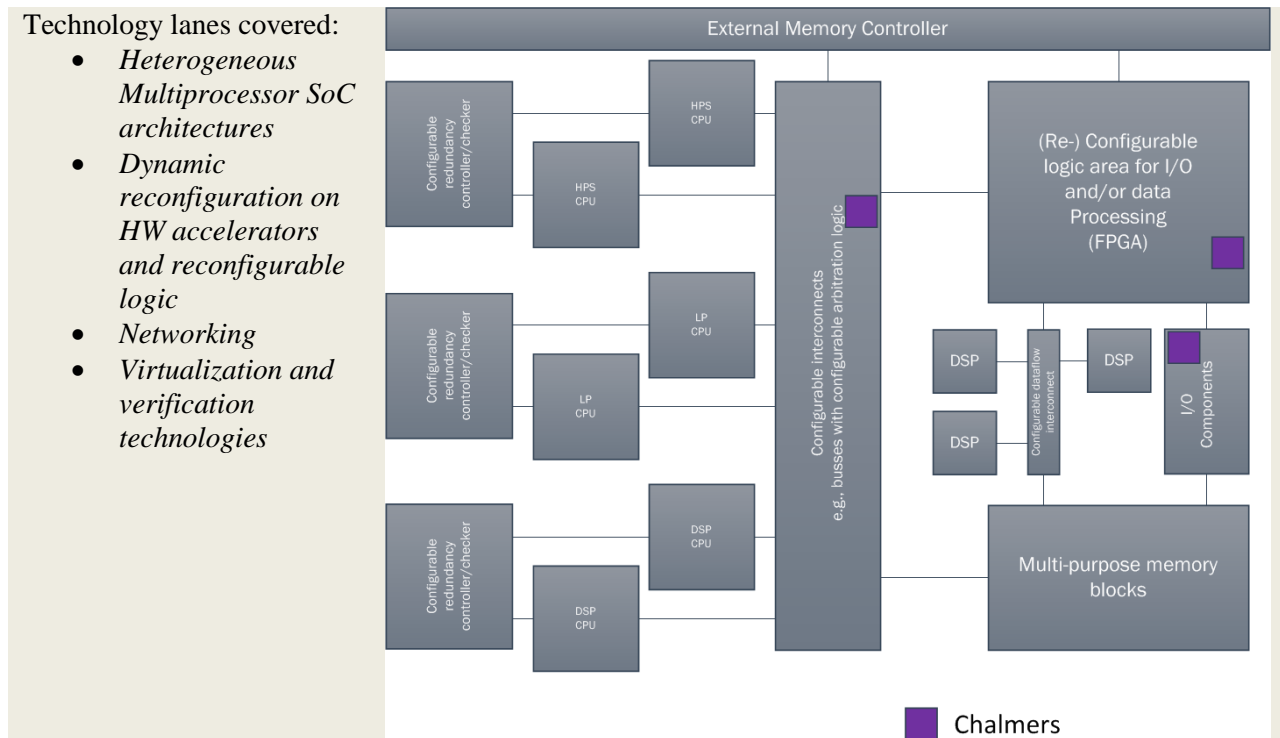 Technology lanes covered:
• Heterogeneous
Multiprocessor SoC
architectures
• Dynamic
reconfiguration on
HW accelerators
and reconfigurable
logic
• Networking
• Virtualization and
verification
technologies
External Memory Controller
Configurable
redundancy
controller/checker
HPS
CPU
HPS
CPU
Configurable
redundancy
controller/checker
LP
CPU
LP
CPU
Configurable
redundancy
controller/checker
DSP
CPU
DSP
CPU
Configurable interconnects
e.g., busses with configurable arbitration logic
(Re-) Configurable
logic area for I/O
and/or data
Processing
(FPGA)
DSP
DSP
DSP
Configurable dataflow
interconnect
I/O
Components
Multi-purpose memory
blocks
Chalmers